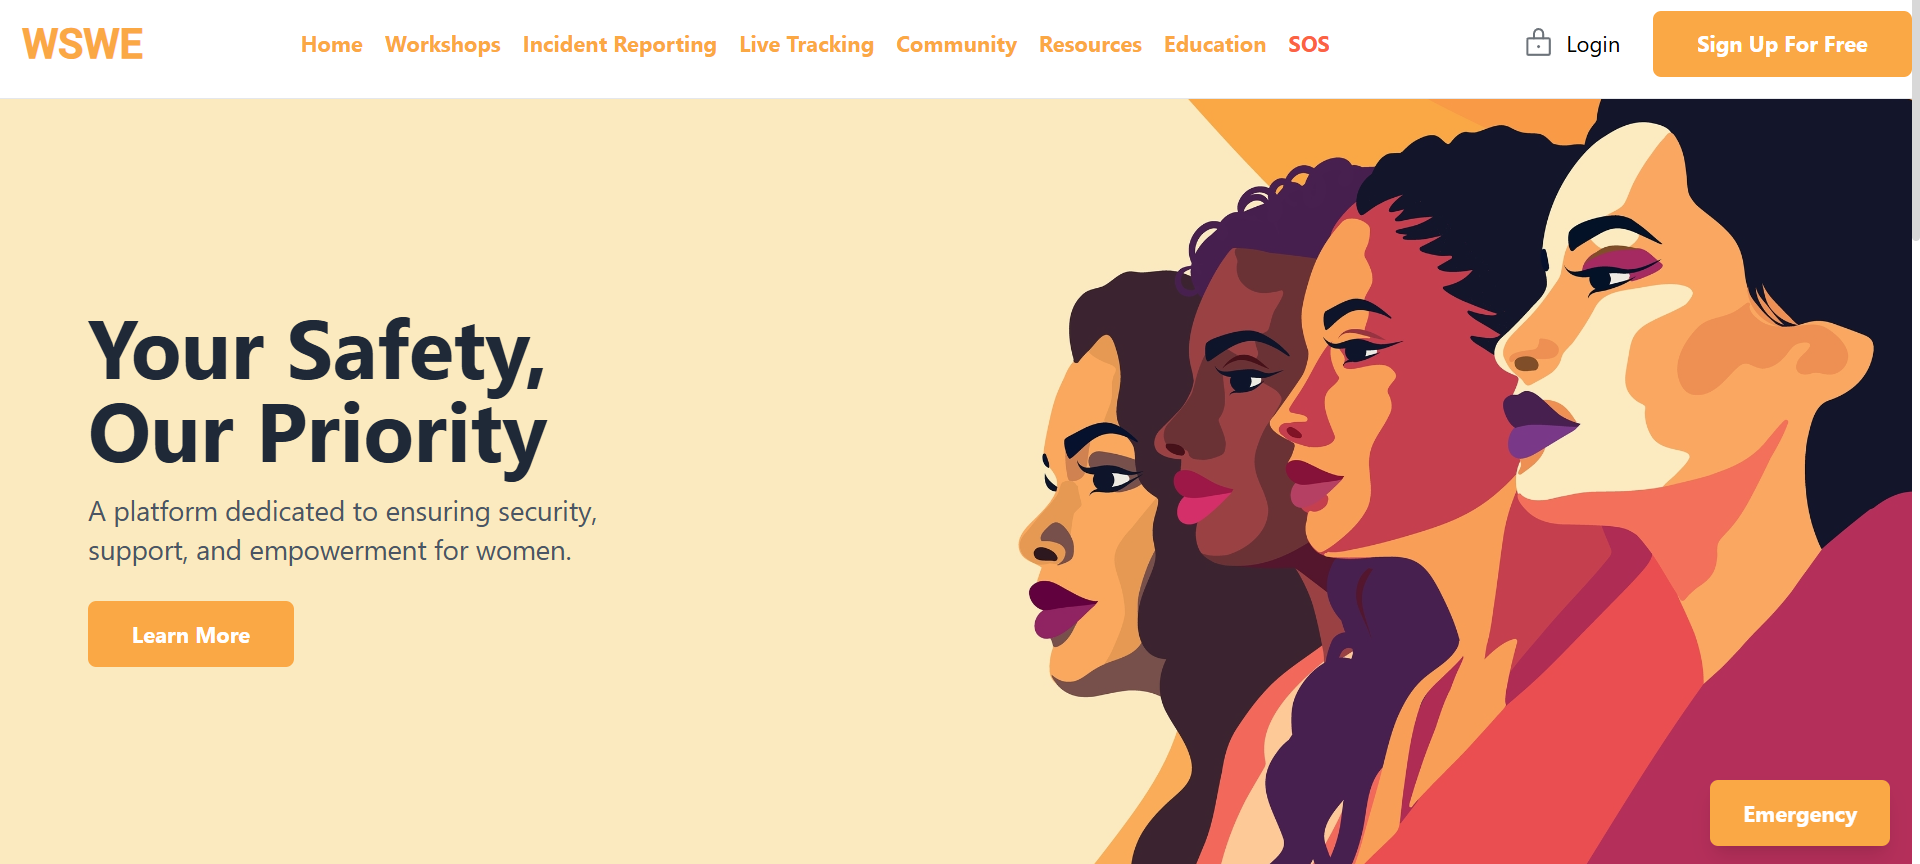 WSWE
Home Workshops Incident Reporting Live Tracking Community Resources Education SOS
Login
Sign Up For Free
Your Safety,
Our Priority
A platform dedicated to ensuring security,
support, and empowerment for women.
Learn More
Emergency